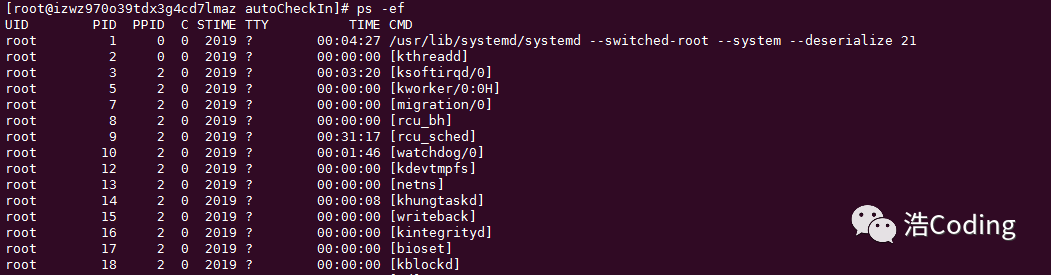 [root@izwz970o39tdx3g4cd7lmaz autoCheckIn]# ps -ef
UID        PID  PPID  C STIME TTY          TIME CMD
root         1     0  0  2019 ?        00:04:27 /usr/lib/systemd/systemd --switched-root --system --deserialize 21
root         2     0  0  2019 ?        00:00:00 [kthreadd]
root         3     2  0  2019 ?        00:03:20 [ksoftirqd/0]
root         5     2  0  2019 ?        00:00:00 [kworker/0:0H]
root         7     2  0  2019 ?        00:00:00 [migration/0]
root         8     2  0  2019 ?        00:00:00 [rcu_bh]
root         9     2  0  2019 ?        00:31:17 [rcu_sched]
root        10     2  0  2019 ?        00:01:46 [watchdog/0]
root        12     2  0  2019 ?        00:00:00 [kdevtmpfs]
root        13     2  0  2019 ?        00:00:00 [netns]
root        14     2  0  2019 ?        00:00:08 [khungtaskd]
root        15     2  0  2019 ?        00:00:00 [writeback]
root        16     2  0  2019 ?        00:00:00 [kintegrityd]
root        17     2  0  2019 ?        00:00:00 [bioset]
root        18     2  0  2019 ?        00:00:00 [kblockd]
浩Coding